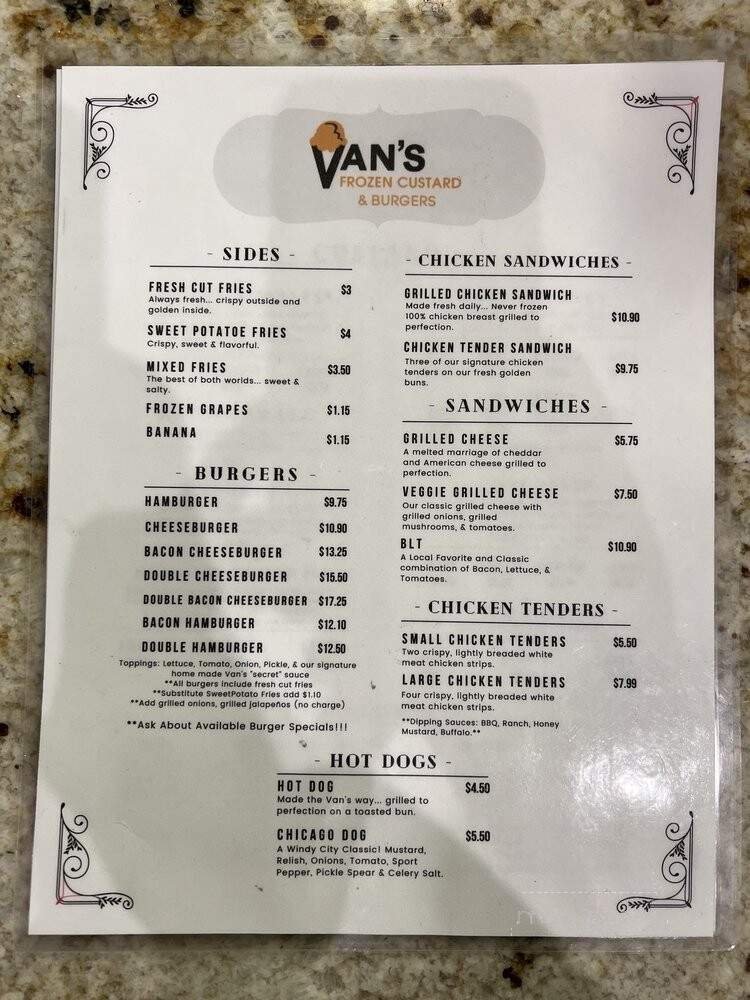 VAN'S
FROZEN CUSTARD
& BURGERS
- SIDES -
FRESH CUT FRIES $3
Always fresh... crispy outside and
golden inside.
SWEET POTATOE FRIES $4
Crispy, sweet & flavorful.
MIXED FRIES $3.50
The best of both worlds... sweet &
salty.
FROZEN GRAPES $1.15
BANANA $1.15
- BURGERS -
HAMBURGER $9.75
CHEESEBURGER $10.90
BACON CHEESEBURGER $13.25
DOUBLE CHEESEBURGER $15.50
DOUBLE BACON CHEESEBURGER $17.25
BACON HAMBURGER $12.10
DOUBLE HAMBURGER $12.50
Toppings: Lettuce, Tomato, Onion, Pickle, & our signature
home made Van's "secret" sauce
**All burgers include fresh cut fries
**Substitute SweetPotato Fries add $1.10
**Add grilled onions, grilled jalapeños (no charge)
**Ask About Available Burger Specials!!!
- CHICKEN SANDWICHES -
GRILLED CHICKEN SANDWICH
Made fresh daily... Never frozen
100% chicken breast grilled to $10.90
perfection.
CHICKEN TENDER SANDWICH
Three of our signature chicken
tenders on our fresh golden $9.75
buns.
- SANDWICHES -
GRILLED CHEESE $5.75
A melted marriage of cheddar
and American cheese grilled to
perfection.
VEGGIE GRILLED CHEESE $7.50
Our classic grilled cheese with
grilled onions, grilled
mushrooms, & tomatoes.
BLT $10.90
A Local Favorite and Classic
combination of Bacon, Lettuce, &
Tomatoes.
- CHICKEN TENDERS -
SMALL CHICKEN TENDERS $5.50
Two crispy, lightly breaded white
meat chicken strips.
LARGE CHICKEN TENDERS $7.99
Four crispy, lightly breaded white
meat chicken strips.
**Dipping Sauces: BBQ, Ranch, Honey
Mustard, Buffalo.**
- HOT DOGS -
HOT DOG $4.50
Made the Van's way... grilled to
perfection on a toasted bun.
CHICAGO DOG $5.50
A Windy City Classic! Mustard,
Relish, Onions, Tomato, Sport
Pepper, Pickle Spear & Celery Salt.